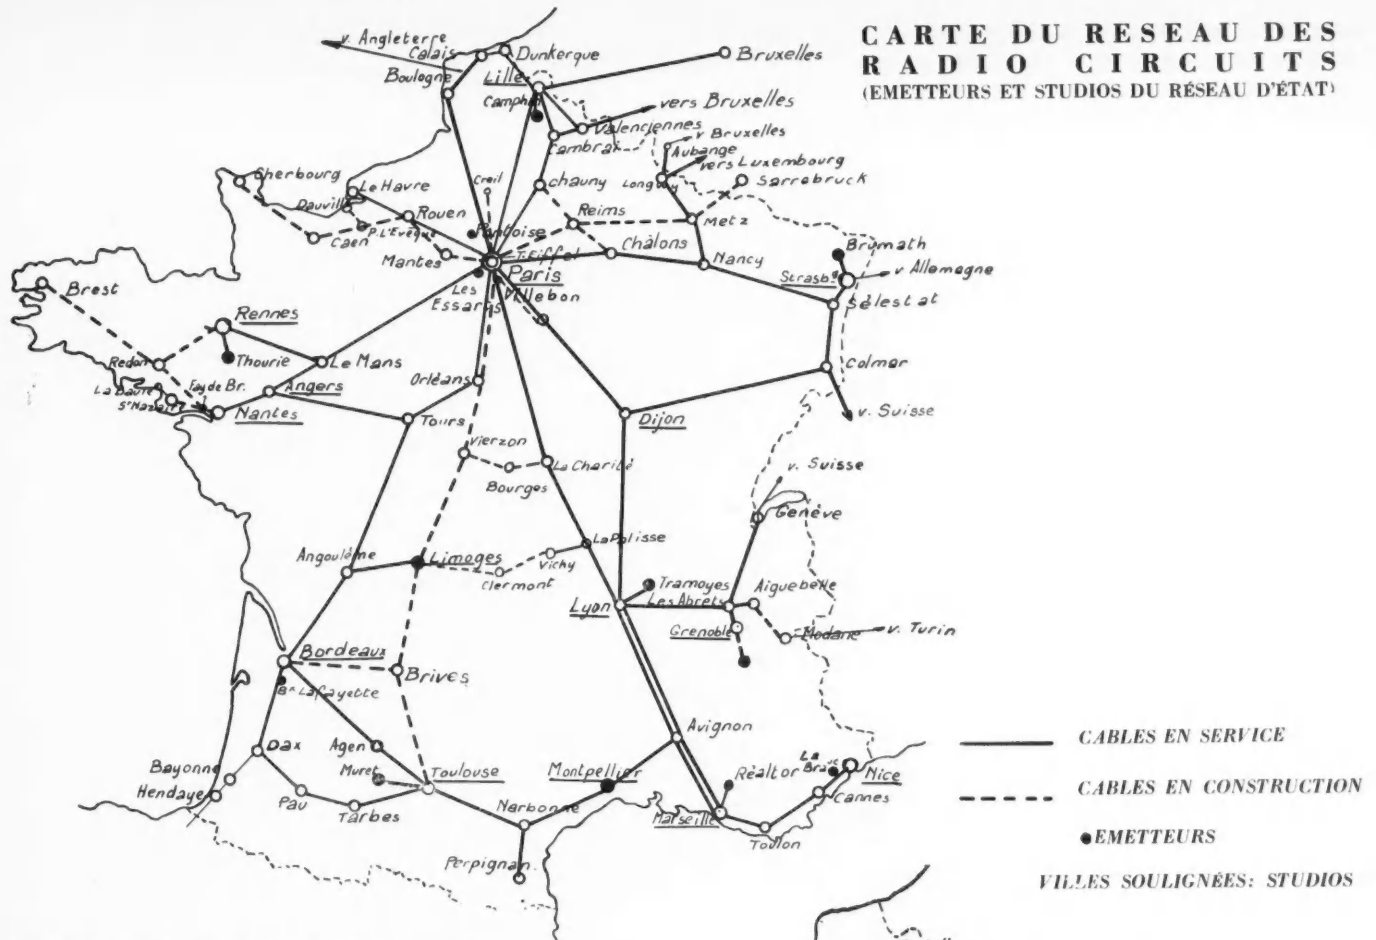 CARTE DU RESEAU DES
RADIO CIRCUITS
(EMETTEURS ET STUDIOS DU RÉSEAU D'ÉTAT)
v. Angleterre
Calais
Dunkerque
Bruxelles
Boulogne
Lille
Camphin
vers Bruxelles
Valenciennes
Cambrai
v Bruxelles
Aubange
vers Luxembourg
Longwy
Sarrebruck
Cherbourg
Le Havre
Creil
Chauny
Dauville
Rouen
Pontoise
Reims
Metz
P. L'Eveque
Caen
T. Eiffel
Châlons
Brumath
Mantes
Paris
Nancy
Strasbg
v Allemagne
Brest
Les
Essarts
Villebon
Sélestat
Rennes
Thourie
Le Mans
Colmar
Redon
Orléans
La Baule
Fay de Br.
Angers
St Nazaire
Nantes
Tours
Dijon
v. Suisse
Vierzon
La Charité
Bourges
v. Suisse
Genève
Angoulême
Limoges
La Palisse
Vichy
Clermont
Tramoyes
Aiguebelle
Lyon
Les Abrets
Grenoble
Modane
v. Turin
Bordeaux
Brives
Bx Lafayette
Avignon
Dax
Agen
Bayonne
Muret
Toulouse
Montpellier
Réaltor
La
Brave
Nice
Hendaye
Pau
Tarbes
Narbonne
Marseille
Cannes
Toulon
Perpignan
CABLES EN SERVICE
CABLES EN CONSTRUCTION
EMETTEURS
VILLES SOULIGNÉES: STUDIOS